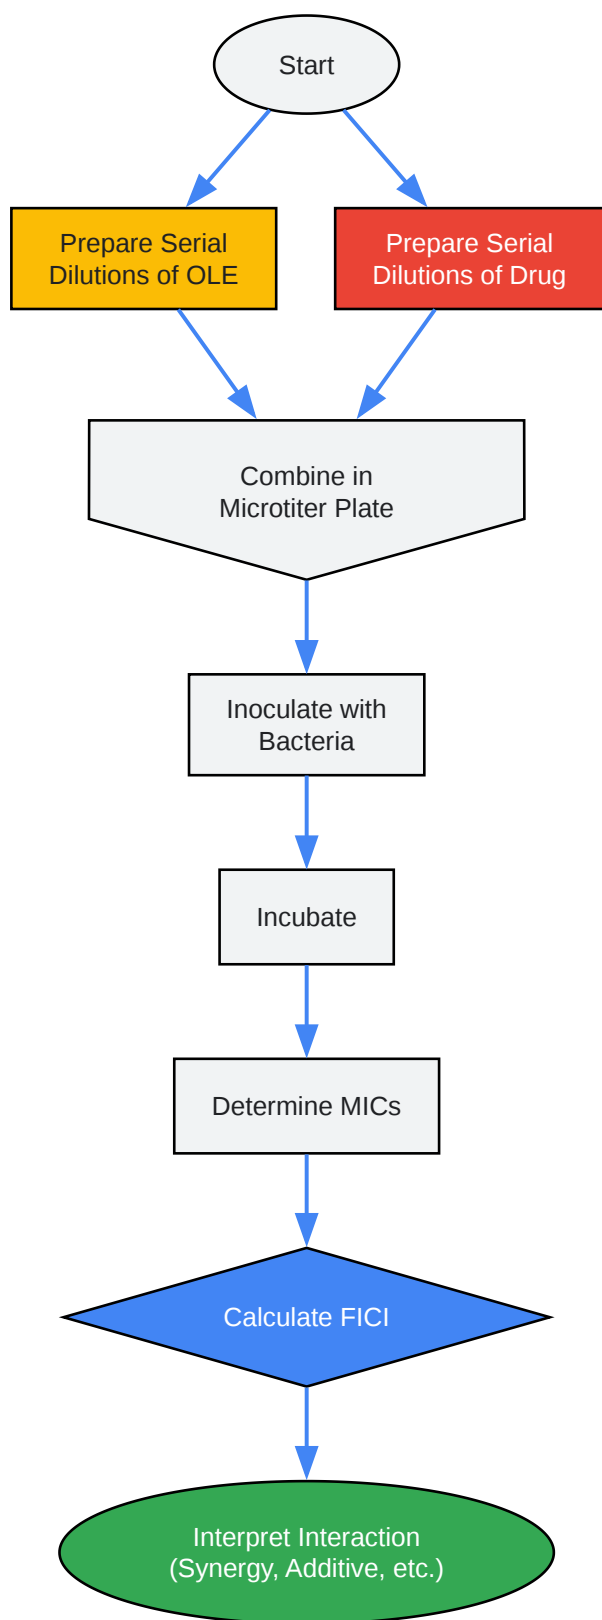 Start
Prepare Serial
Dilutions of OLE
Prepare Serial
Dilutions of Drug
Combine in
Microtiter Plate
Inoculate with
Bacteria
Incubate
Determine MICs
Calculate FICI
Interpret Interaction
(Synergy, Additive, etc.)